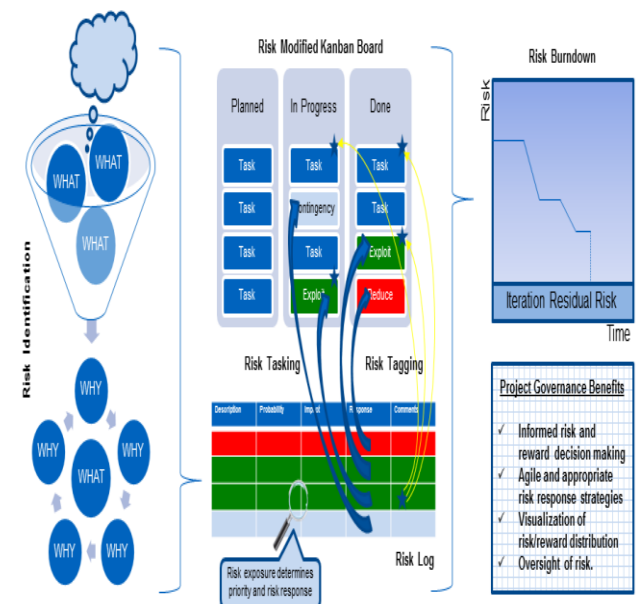 Risk Identification
WHAT
WHAT
WHAT
WHY
WHY
WHY
WHAT
WHY
WHY
Risk Modified Kanban Board
Planned
In Progress
Done
Task
Task
Task
Task
Contingency
Task
Task
Task
Exploit
Task
Exploit
Reduce
Risk Tasking
Risk Tagging
Description
Probability
Impact
Response
Comments
Risk Log
Risk exposure determines
priority and risk response
Risk Burndown
Risk
Iteration Residual Risk
Time
Project Governance Benefits
✓ Informed risk and
reward decision making
✓ Agile and appropriate
risk response strategies
✓ Visualization of
risk/reward distribution
✓ Oversight of risk.